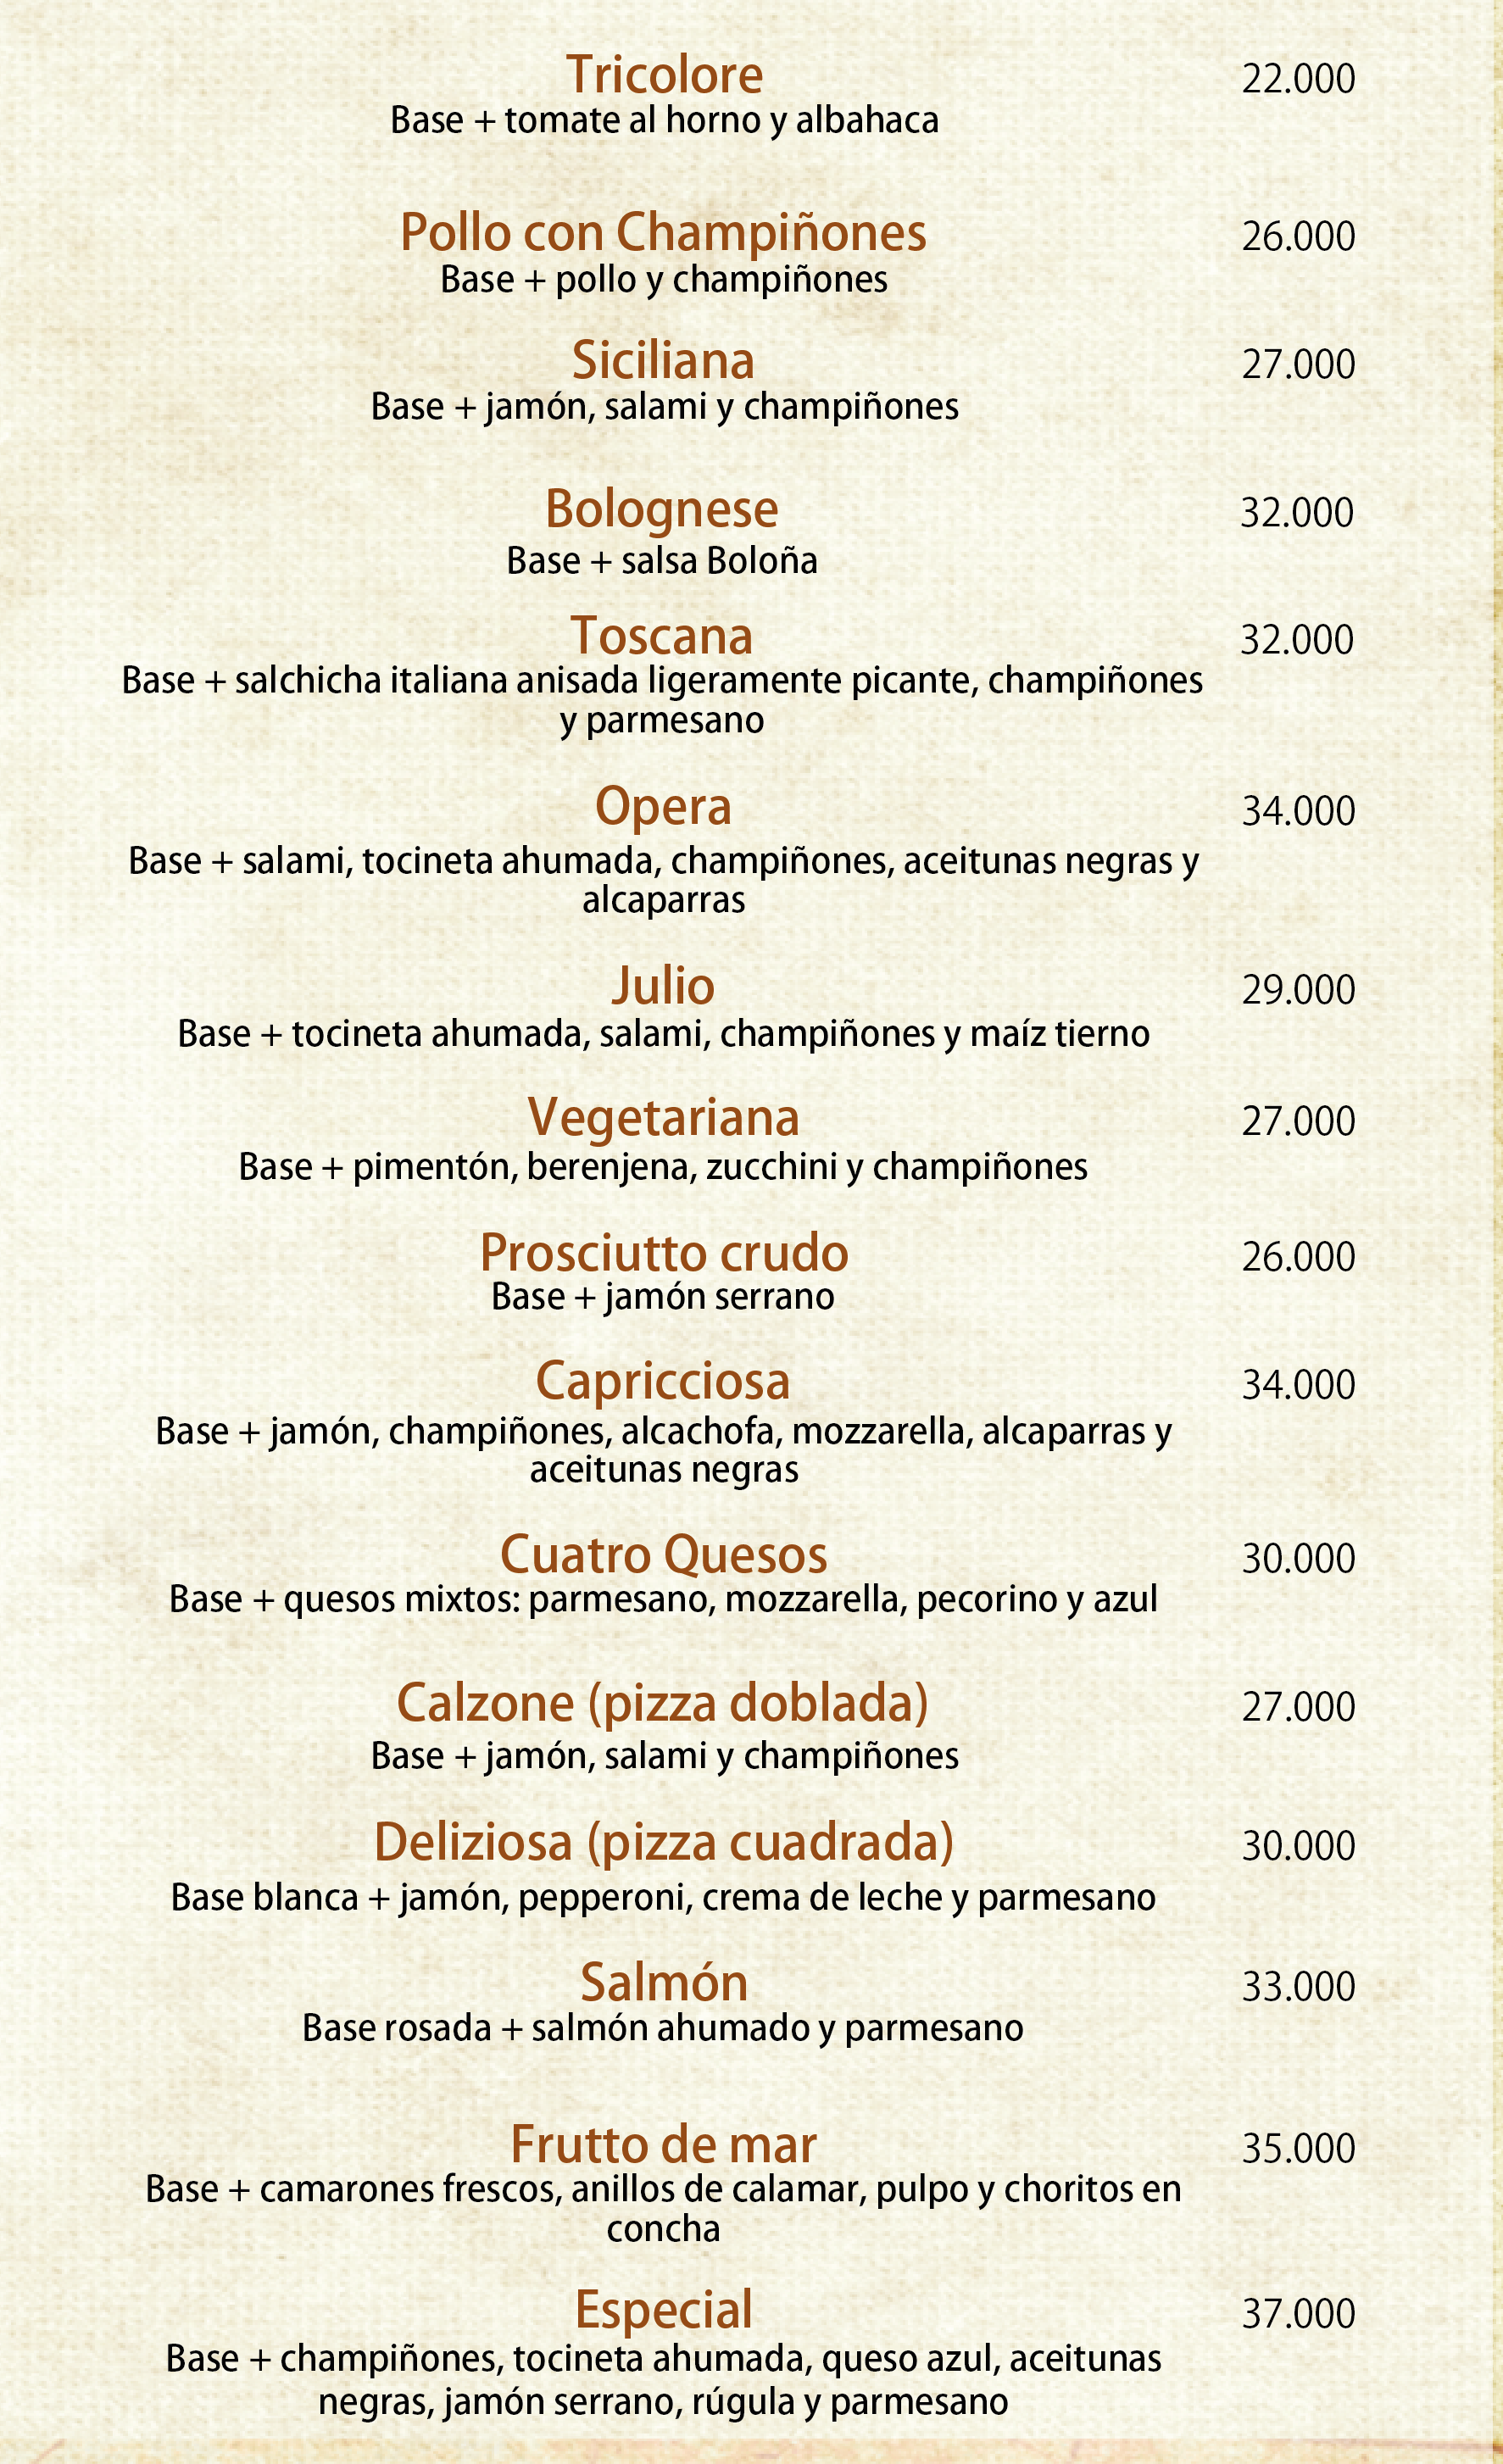 Tricolore 22.000
Base + tomate al horno y albahaca
Pollo con Champiñones 26.000
Base + pollo y champiñones
Siciliana 27.000
Base + jamón, salami y champiñones
Bolognese 32.000
Base + salsa Boloña
Toscana 32.000
Base + salchicha italiana anisada ligeramente picante, champiñones
y parmesano
Opera 34.000
Base + salami, tocineta ahumada, champiñones, aceitunas negras y
alcaparras
Julio 29.000
Base + tocineta ahumada, salami, champiñones y maíz tierno
Vegetariana 27.000
Base + pimentón, berenjena, zucchini y champiñones
Prosciutto crudo 26.000
Base + jamón serrano
Capricciosa 34.000
Base + jamón, champiñones, alcachofa, mozzarella, alcaparras y
aceitunas negras
Cuatro Quesos 30.000
Base + quesos mixtos: parmesano, mozzarella, pecorino y azul
Calzone (pizza doblada) 27.000
Base + jamón, salami y champiñones
Deliziosa (pizza cuadrada) 30.000
Base blanca + jamón, pepperoni, crema de leche y parmesano
Salmón 33.000
Base rosada + salmón ahumado y parmesano
Frutto de mar 35.000
Base + camarones frescos, anillos de calamar, pulpo y choritos en
concha
Especial 37.000
Base + champiñones, tocineta ahumada, queso azul, aceitunas
negras, jamón serrano, rúgula y parmesano